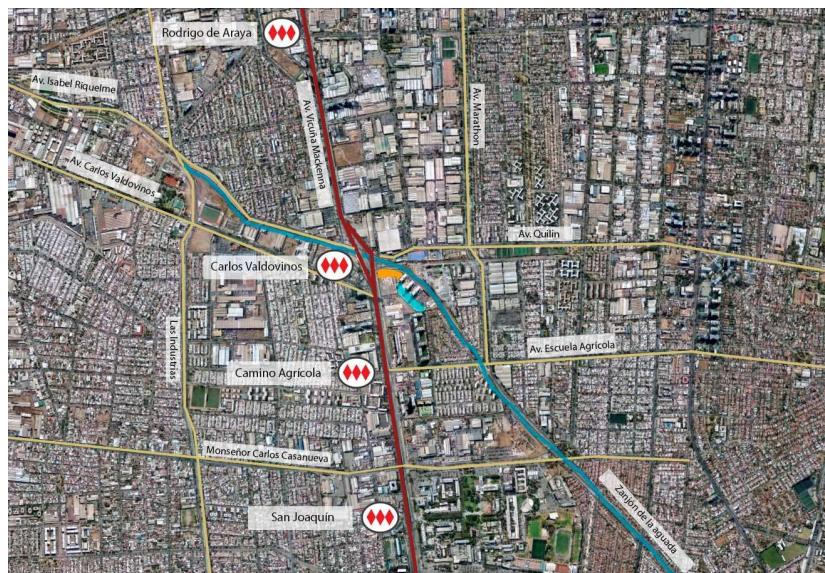 Rodrigo de Araya
Av. Isabel Riquelme
Av. Vicuña Mackenna
Av. Marathon
Av. Carlos Valdovinos
Av. Quilín
Carlos Valdovinos
Las Industrias
Av. Escuela Agrícola
Camino Agrícola
Monseñor Carlos Casanueva
San Joaquín
Zanjón de la aguada